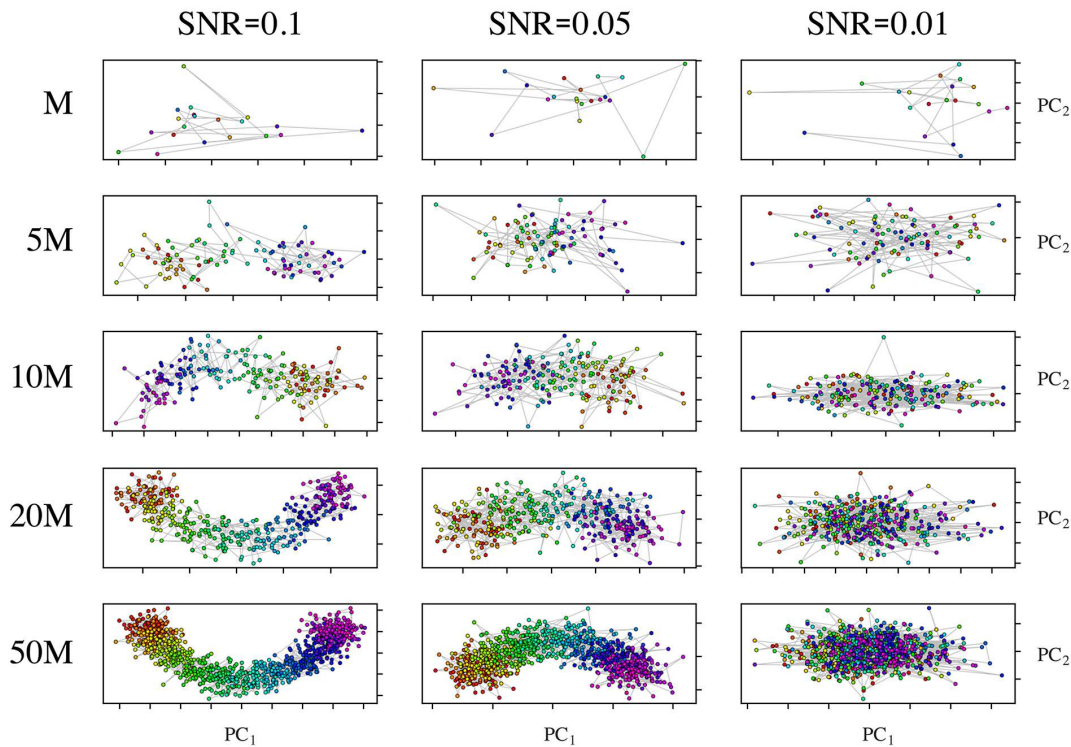 SNR=0.1 SNR=0.05 SNR=0.01
M PC₂
5M PC₂
10M PC₂
20M PC₂
50M PC₂
PC₁ PC₁ PC₁